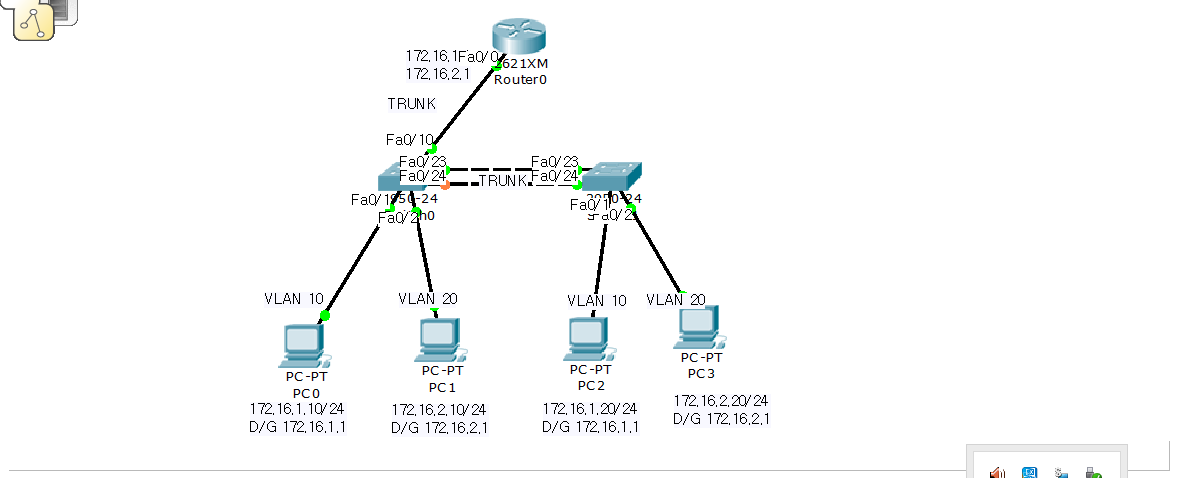 172.16.1
Fa0/0
172.16.2.1
2621XM
Router0
TRUNK
Fa0/10
Fa0/23
Fa0/23
Fa0/24
Fa0/24
TRUNK
Fa0/1
50-24
Fa0/2
h0
Fa0/1
0-24
Fa0/2
VLAN 10
VLAN 20
VLAN 10
VLAN 20
PC-PT
PC0
172.16.1.10/24
D/G 172.16.1.1
PC-PT
PC1
172.16.2.10/24
D/G 172.16.2.1
PC-PT
PC2
172.16.1.20/24
D/G 172.16.1.1
PC-PT
PC3
172.16.2.20/24
D/G 172.16.2.1